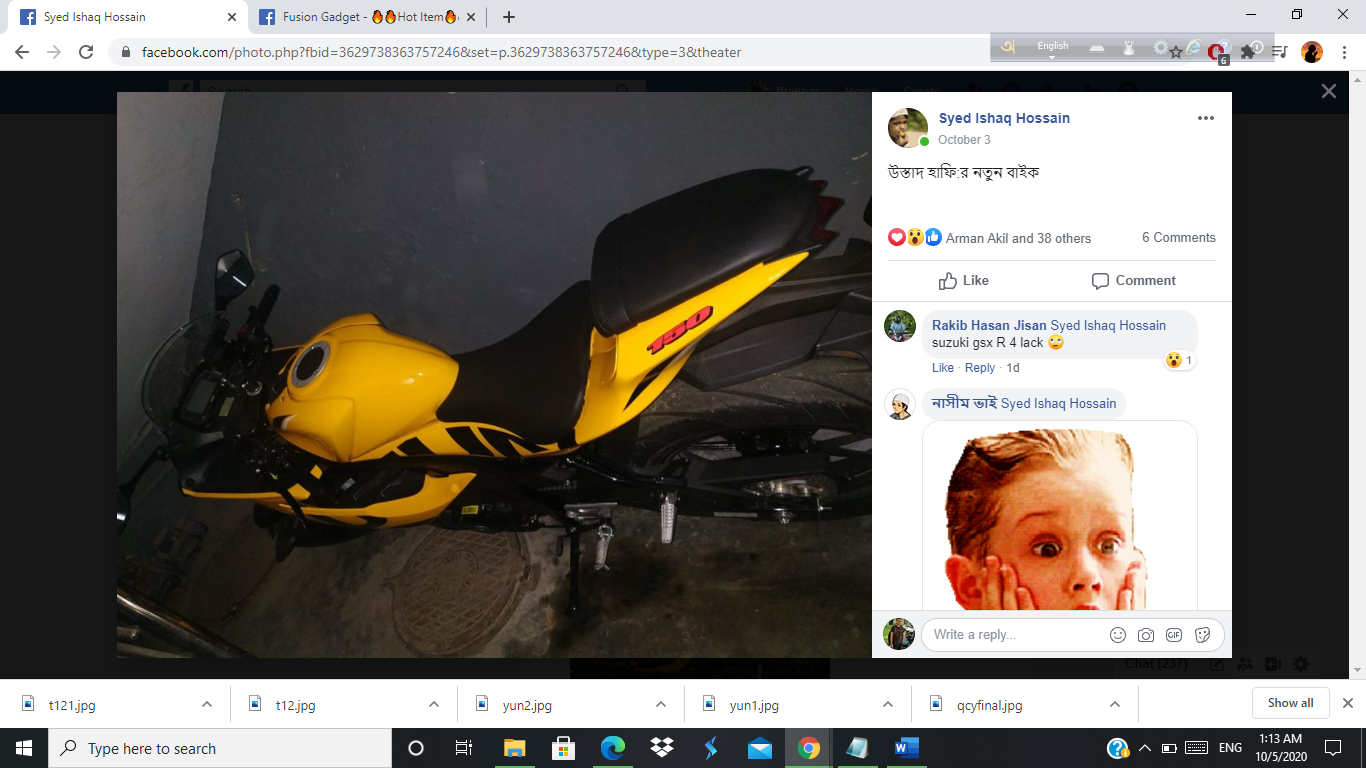 Syed Ishaq Hossain
Fusion Gadget - 🔥🔥Hot Item🔥
facebook.com/photo.php?fbid=3629738363757246&set=p.3629738363757246&type=3&theater
English
6
Syed Ishaq Hossain
October 3
উস্তাদ হাফি:র নতুন বাইক
Arman Akil and 38 others
6 Comments
Like
Comment
Rakib Hasan Jisan Syed Ishaq Hossain
suzuki gsx R 4 lack 🙄
1
Like · Reply · 1d
নাসীম ভাই Syed Ishaq Hossain
Write a reply...
GIF
150
Chat (237)
t121.jpg
t12.jpg
yun2.jpg
yun1.jpg
qcyfinal.jpg
Show all
Type here to search
ENG
1:13 AM
10/5/2020